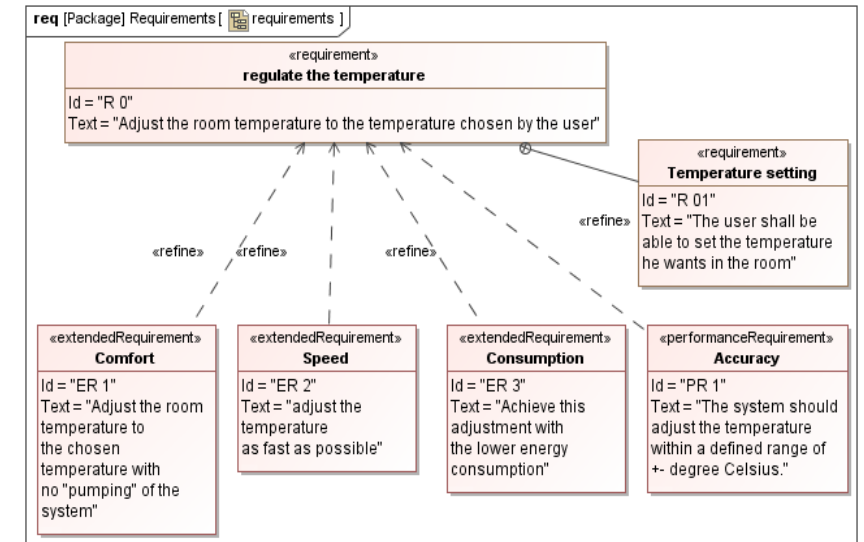 req [Package] Requirements [ requirements ]
«requirement»
regulate the temperature
Id = "R 0"
Text = "Adjust the room temperature to the temperature chosen by the user"
«requirement»
Temperature setting
Id = "R 01"
Text = "The user shall be
able to set the temperature
he wants in the room"
«refine»
«refine»
«refine»
«refine»
«extendedRequirement»
Comfort
Id = "ER 1"
Text = "Adjust the room
temperature to
the chosen
temperature with
no "pumping" of the
system"
«extendedRequirement»
Speed
Id = "ER 2"
Text = "adjust the
temperature
as fast as possible"
«extendedRequirement»
Consumption
Id = "ER 3"
Text = "Achieve this
adjustment with
the lower energy
consumption"
«performanceRequirement»
Accuracy
Id = "PR 1"
Text = "The system should
adjust the temperature
within a defined range of
+- degree Celsius."